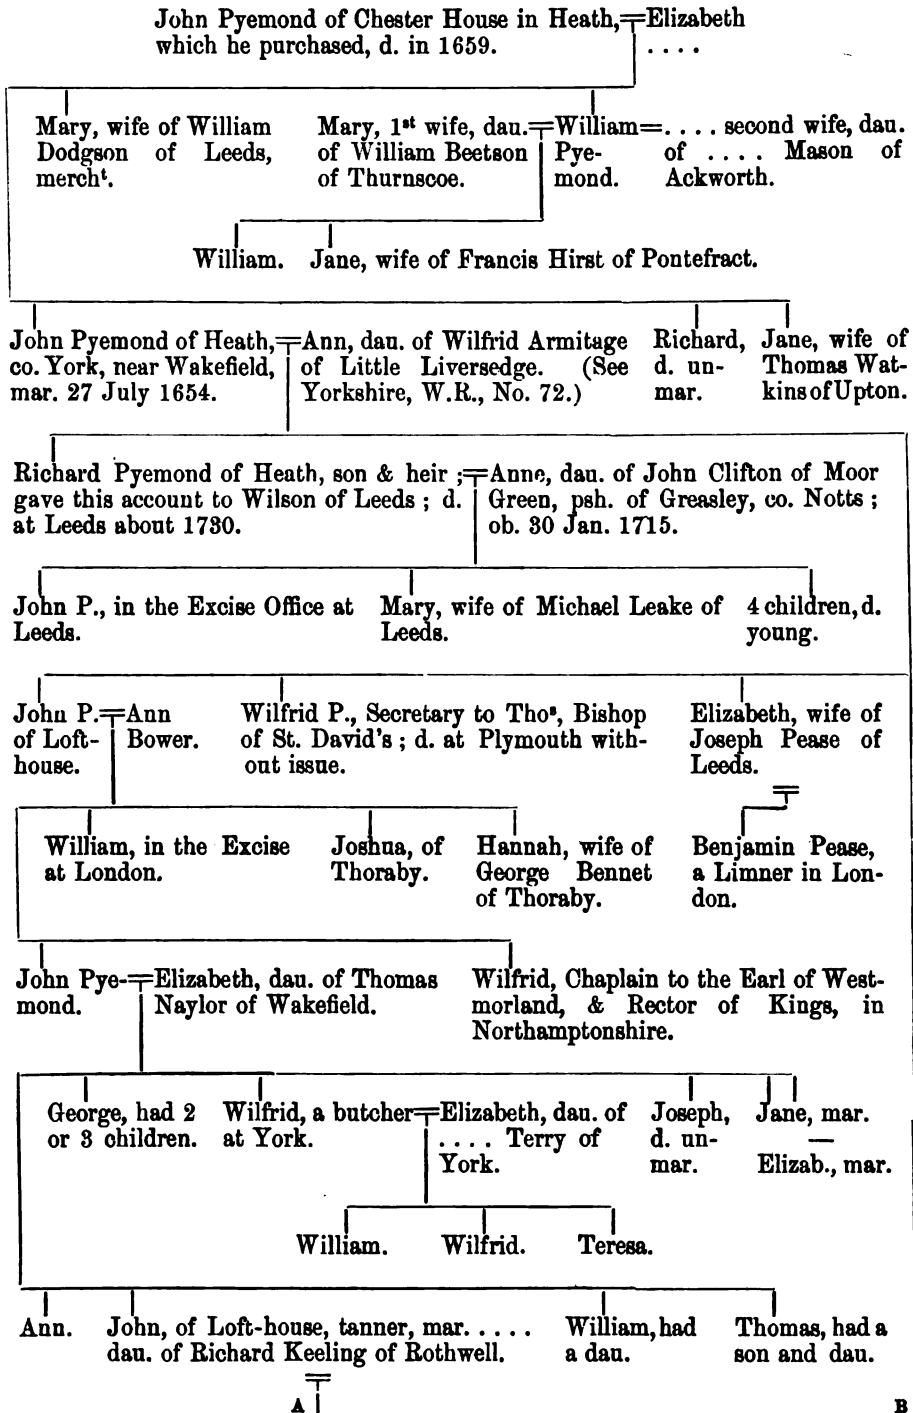 John Pyemond of Chester House in Heath,╤Elizabeth
which he purchased, d. in 1659. . . . .
Mary, wife of William
Dodgson of Leeds,
mercht.
Mary, 1st wife, dau.
of William Beetson
of Thurnscoe.
William
Pye-
mond.
. . . . second wife, dau.
of . . . . Mason of
Ackworth.
William. Jane, wife of Francis Hirst of Pontefract.
John Pyemond of Heath,
co. York, near Wakefield,
mar. 27 July 1654.
Ann, dau. of Wilfrid Armitage
of Little Liversedge. (See
Yorkshire, W.R., No. 72.)
Richard,
d. un-
mar.
Jane, wife of
Thomas Wat-
kins of Upton.
Richard Pyemond of Heath, son & heir ;
gave this account to Wilson of Leeds ; d.
at Leeds about 1730.
Anne, dau. of John Clifton of Moor
Green, psh. of Greasley, co. Notts ;
ob. 30 Jan. 1715.
John P., in the Excise Office at
Leeds.
Mary, wife of Michael Leake of
Leeds.
4 children, d.
young.
John P.
of Loft-
house.
Ann
Bower.
Wilfrid P., Secretary to Thos, Bishop
of St. David's ; d. at Plymouth with-
out issue.
Elizabeth, wife of
Joseph Pease of
Leeds.
William, in the Excise
at London.
Joshua, of
Thoraby.
Hannah, wife of
George Bennet
of Thoraby.
Benjamin Pease,
a Limner in Lon-
don.
John Pye-
mond.
Elizabeth, dau. of Thomas
Naylor of Wakefield.
Wilfrid, Chaplain to the Earl of West-
morland, & Rector of Kings, in
Northamptonshire.
George, had 2
or 3 children.
Wilfrid, a butcher
at York.
Elizabeth, dau. of
. . . . Terry of
York.
Joseph,
d. un-
mar.
Jane, mar.
—
Elizab., mar.
William. Wilfrid. Teresa.
Ann.
John, of Loft-house, tanner, mar. . . . .
dau. of Richard Keeling of Rothwell.
William, had
a dau.
Thomas, had a
son and dau.
A B